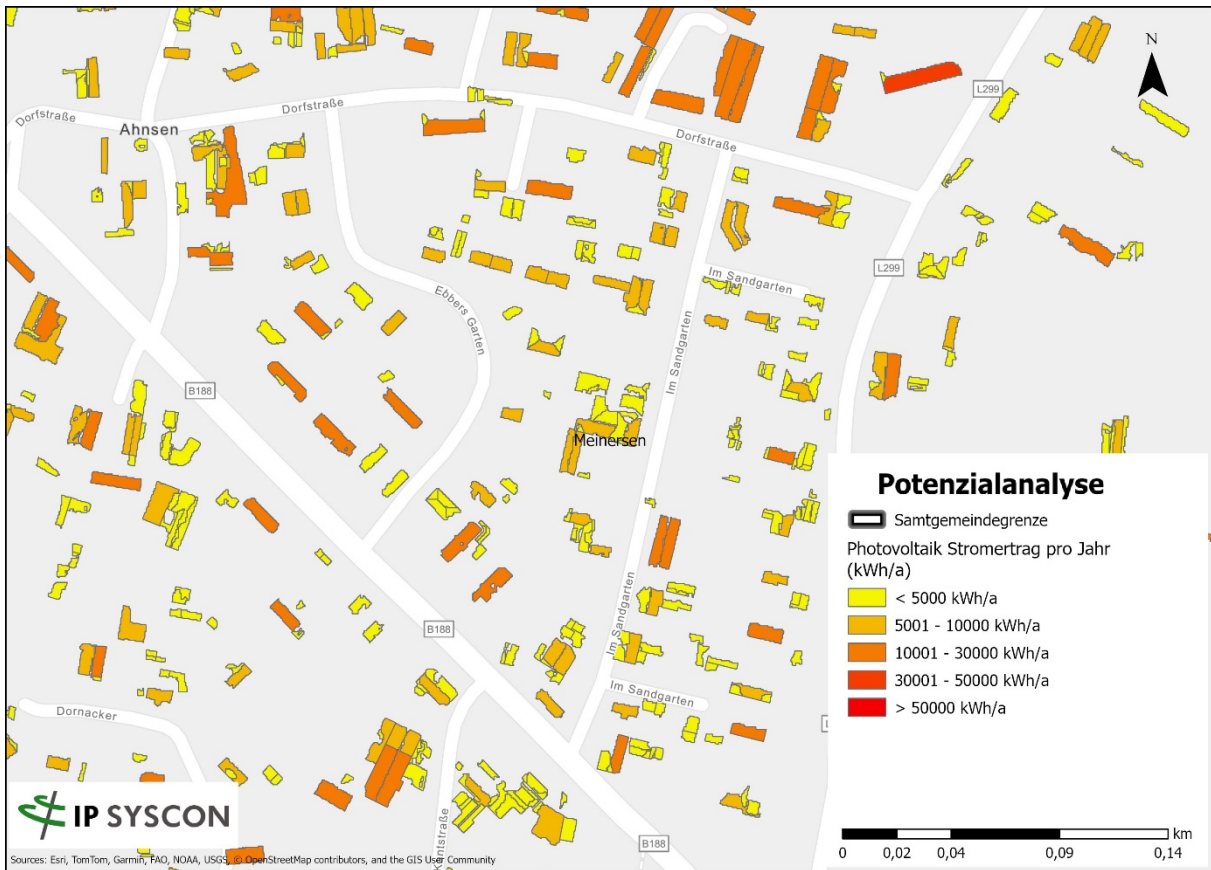 N
L299
Dorfstraße
Dorfstraße
Ahnsen
Dorfstraße
L299
Im Sandgarten
Ebbers Garten
Im Sandgarten
B188
Meinersen
Potenzialanalyse
Samtgemeindegrenze
Photovoltaik Stromertrag pro Jahr
(kWh/a)
< 5000 kWh/a
5001 - 10000 kWh/a
10001 - 30000 kWh/a
30001 - 50000 kWh/a
> 50000 kWh/a
Im Sandgarten
B188
Im Sandgarten
Dornacker
IP SYSCON
Kantstraße
B188
km
0 0,02 0,04 0,09 0,14
Sources: Esri, TomTom, Garmin, FAO, NOAA, USGS, © OpenStreetMap contributors, and the GIS User Community